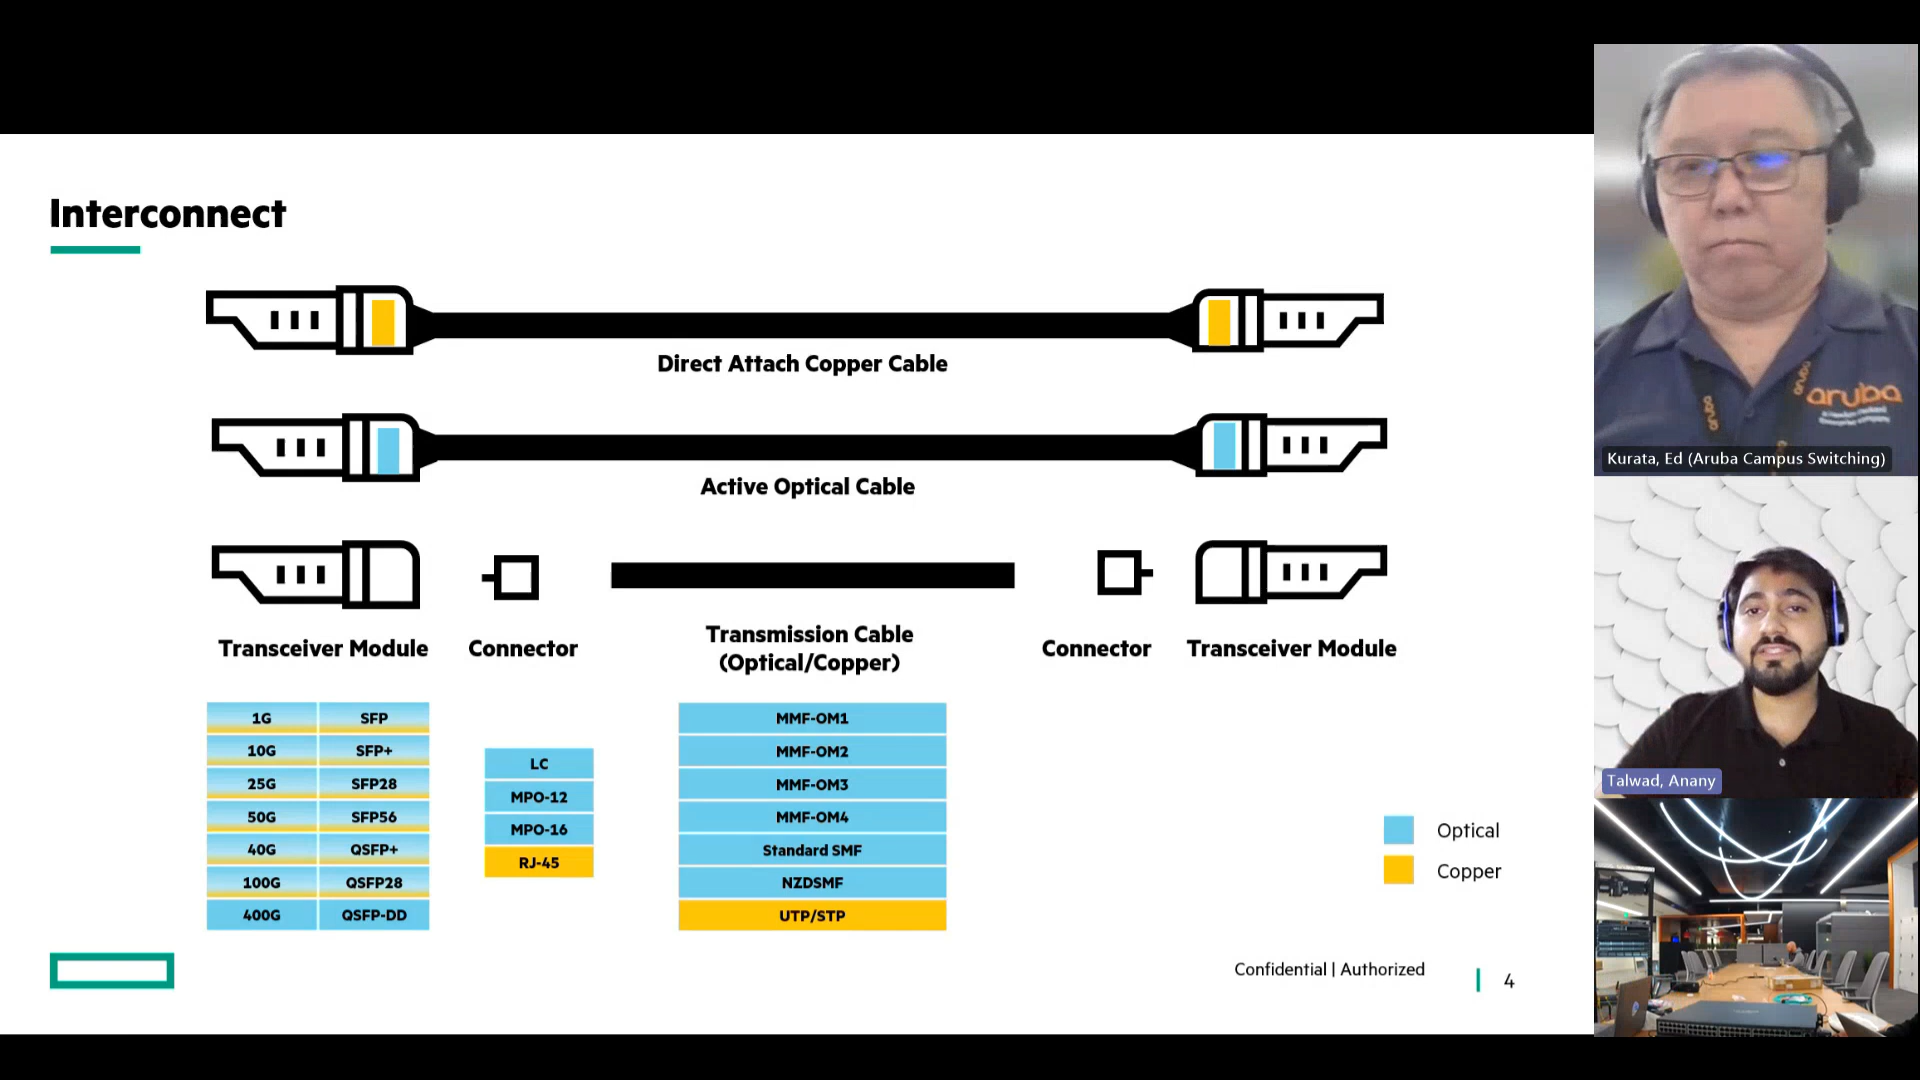 Interconnect
Direct Attach Copper Cable
Active Optical Cable
Transceiver Module
Connector
Transmission Cable
(Optical/Copper)
Connector
Transceiver Module
1G SFP
10G SFP+
25G SFP28
50G SFP56
40G QSFP+
100G QSFP28
400G QSFP-DD
LC
MPO-12
MPO-16
RJ-45
MMF-OM1
MMF-OM2
MMF-OM3
MMF-OM4
Standard SMF
NZDSMF
UTP/STP
Optical
Copper
Confidential | Authorized
4
aruba
Kurata, Ed (Aruba Campus Switching)
Talwad, Anany